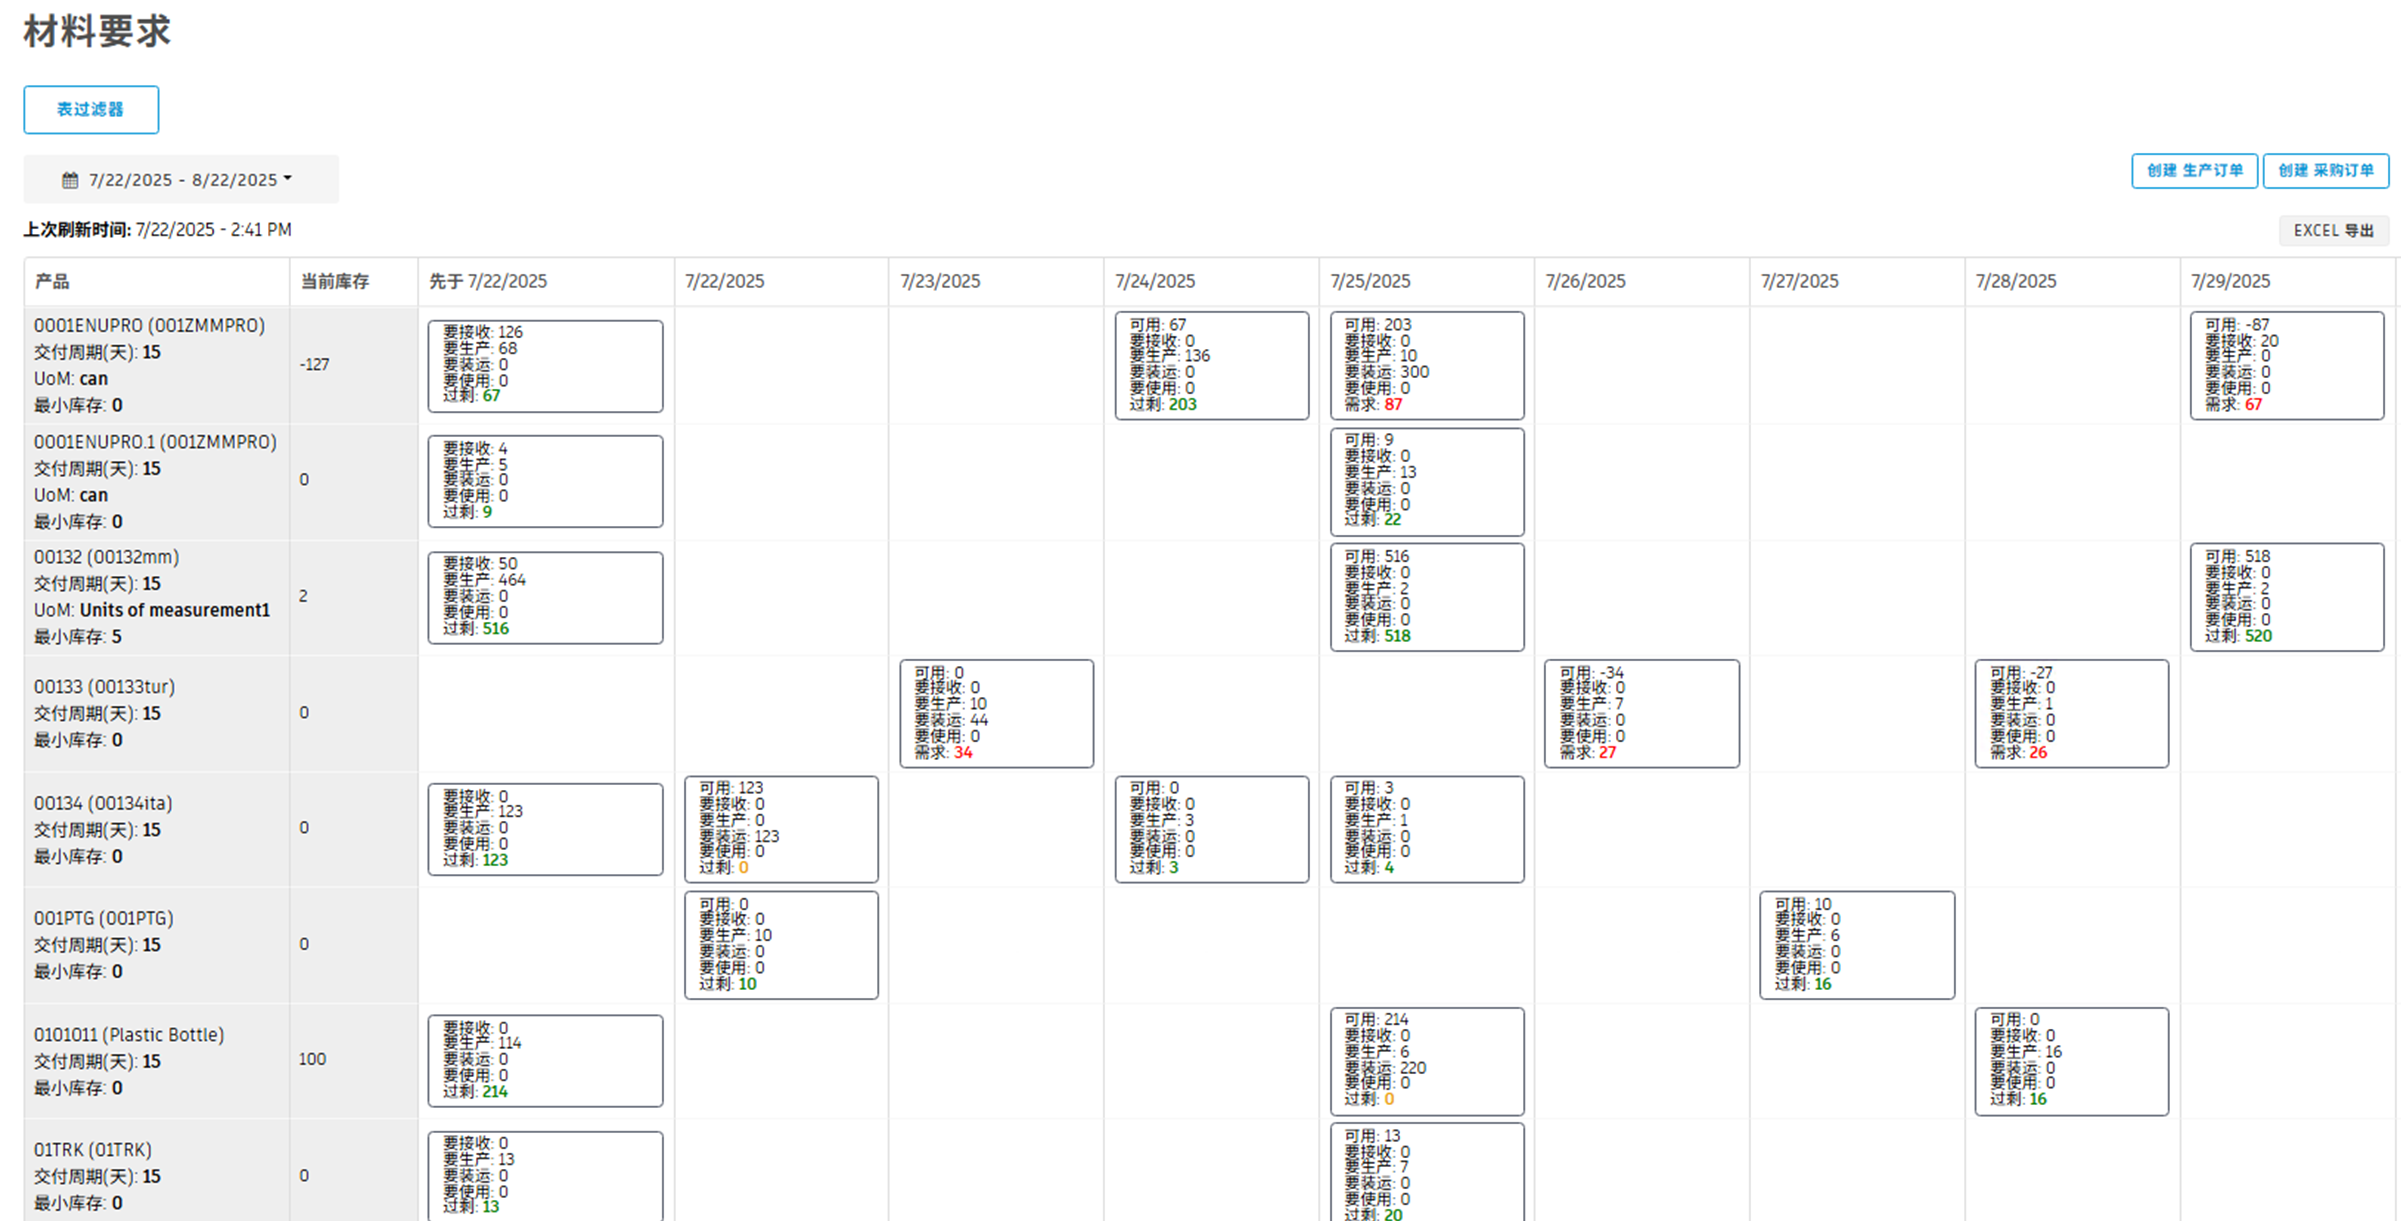 材料要求
表过滤器
7/22/2025 - 8/22/2025
创建 生产订单
创建 采购订单
上次刷新时间: 7/22/2025 - 2:41 PM
EXCEL 导出
产品
当前库存
先于 7/22/2025
7/22/2025
7/23/2025
7/24/2025
7/25/2025
7/26/2025
7/27/2025
7/28/2025
7/29/2025
0001ENUPRO (001ZMMPRO)
交付周期(天): 15
UoM: can
最小库存: 0
-127
要接收: 126
要生产: 68
要装运: 0
要使用: 0
过剩: 67
可用: 67
要接收: 0
要生产: 136
要装运: 0
要使用: 0
过剩: 203
可用: 203
要接收: 0
要生产: 10
要装运: 300
要使用: 0
需求: 87
可用: -87
要接收: 20
要生产: 0
要装运: 0
要使用: 0
需求: 67
0001ENUPRO.1 (001ZMMPRO)
交付周期(天): 15
UoM: can
最小库存: 0
0
要接收: 4
要生产: 5
要装运: 0
要使用: 0
过剩: 9
可用: 9
要接收: 0
要生产: 13
要装运: 0
要使用: 0
过剩: 22
00132 (00132mm)
交付周期(天): 15
UoM: Units of measurement1
最小库存: 5
2
要接收: 50
要生产: 464
要装运: 0
要使用: 0
过剩: 516
可用: 516
要接收: 0
要生产: 2
要装运: 0
要使用: 0
过剩: 518
可用: 518
要接收: 0
要生产: 2
要装运: 0
要使用: 0
过剩: 520
00133 (00133tur)
交付周期(天): 15
最小库存: 0
0
可用: 0
要接收: 0
要生产: 10
要装运: 44
要使用: 0
需求: 34
可用: -34
要接收: 0
要生产: 7
要装运: 0
要使用: 0
需求: 27
可用: -27
要接收: 0
要生产: 1
要装运: 0
要使用: 0
需求: 26
00134 (00134ita)
交付周期(天): 15
最小库存: 0
0
要接收: 0
要生产: 123
要装运: 0
要使用: 0
过剩: 123
可用: 123
要接收: 0
要生产: 0
要装运: 123
要使用: 0
过剩: 0
可用: 0
要接收: 0
要生产: 3
要装运: 0
要使用: 0
过剩: 3
可用: 3
要接收: 0
要生产: 1
要装运: 0
要使用: 0
过剩: 4
001PTG (001PTG)
交付周期(天): 15
最小库存: 0
0
可用: 0
要接收: 0
要生产: 10
要装运: 0
要使用: 0
过剩: 10
可用: 10
要接收: 0
要生产: 6
要装运: 0
要使用: 0
过剩: 16
0101011 (Plastic Bottle)
交付周期(天): 15
最小库存: 0
100
要接收: 0
要生产: 114
要装运: 0
要使用: 0
过剩: 214
可用: 214
要接收: 0
要生产: 6
要装运: 220
要使用: 0
过剩: 0
可用: 0
要接收: 0
要生产: 16
要装运: 0
要使用: 0
过剩: 16
01TRK (01TRK)
交付周期(天): 15
最小库存: 0
0
要接收: 0
要生产: 13
要装运: 0
要使用: 0
过剩: 13
可用: 13
要接收: 0
要生产: 7
要装运: 0
要使用: 0
过剩: 20